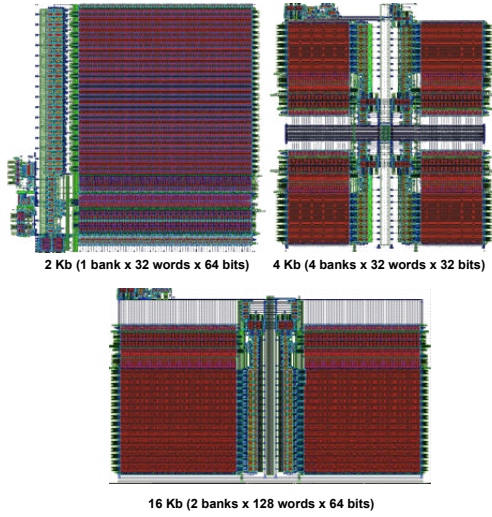 2 Kb (1 bank x 32 words x 64 bits)
4 Kb (4 banks x 32 words x 32 bits)
16 Kb (2 banks x 128 words x 64 bits)